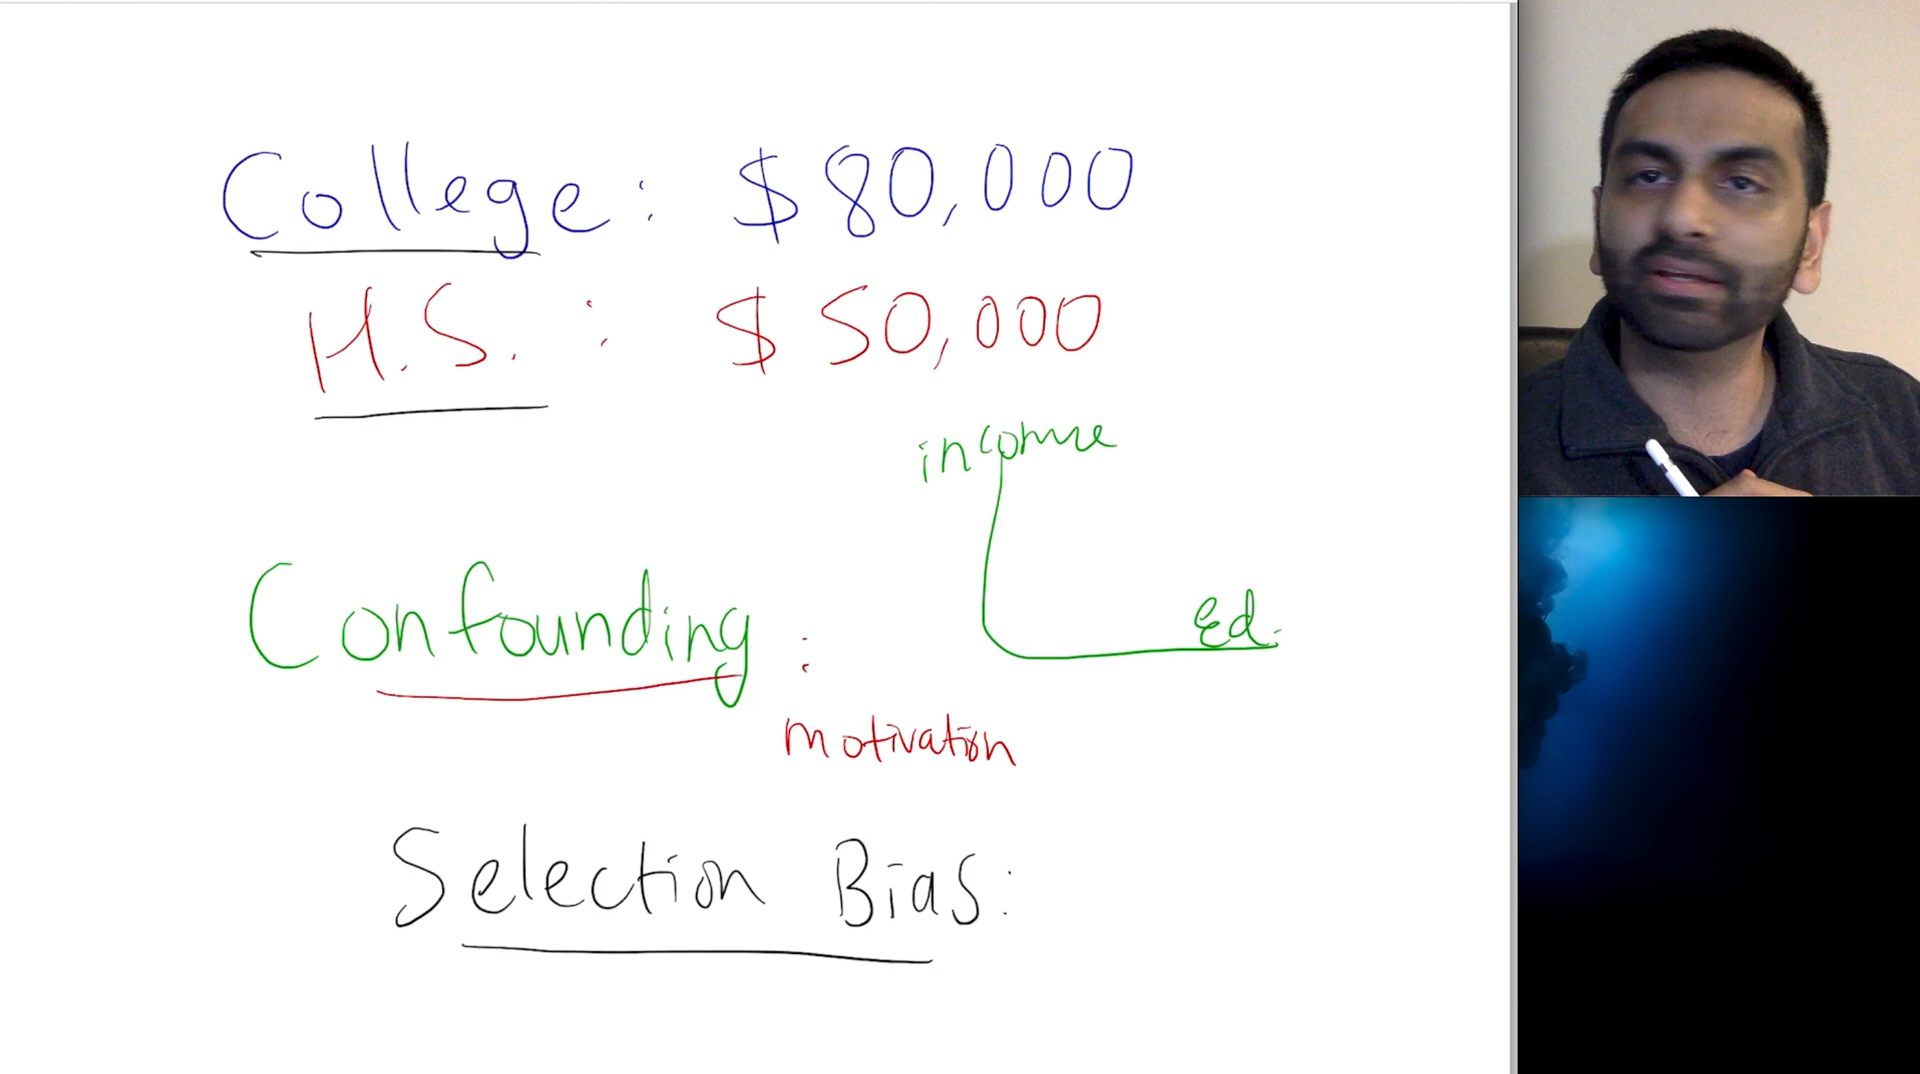 College: $80,000
H.S. : $50,000
income
Ed.
Confounding :
motivation
Selection Bias: